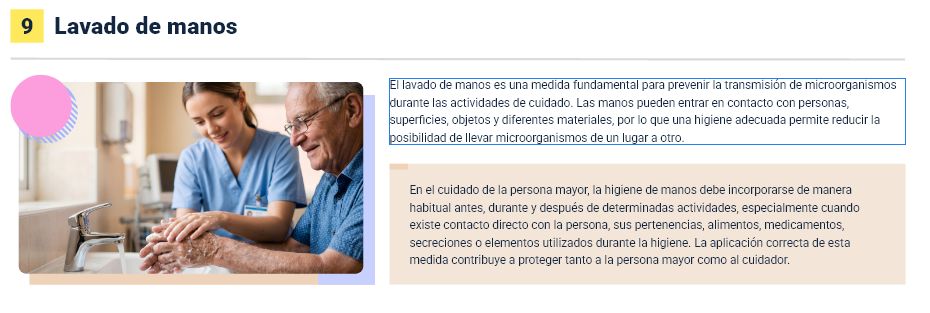 9 Lavado de manos
El lavado de manos es una medida fundamental para prevenir la transmisión de microorganismos
durante las actividades de cuidado. Las manos pueden entrar en contacto con personas,
superficies, objetos y diferentes materiales, por lo que una higiene adecuada permite reducir la
posibilidad de llevar microorganismos de un lugar a otro.
En el cuidado de la persona mayor, la higiene de manos debe incorporarse de manera
habitual antes, durante y después de determinadas actividades, especialmente cuando
existe contacto directo con la persona, sus pertenencias, alimentos, medicamentos,
secreciones o elementos utilizados durante la higiene. La aplicación correcta de esta
medida contribuye a proteger tanto a la persona mayor como al cuidador.